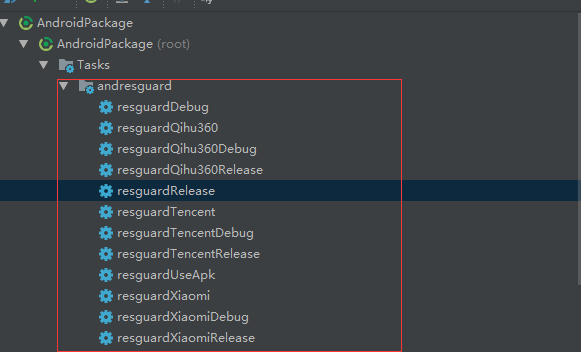 AndroidPackage
AndroidPackage (root)
Tasks
andresguard
resguardDebug
resguardQihu360
resguardQihu360Debug
resguardQihu360Release
resguardRelease
resguardTencent
resguardTencentDebug
resguardTencentRelease
resguardUseApk
resguardXiaomi
resguardXiaomiDebug
resguardXiaomiRelease